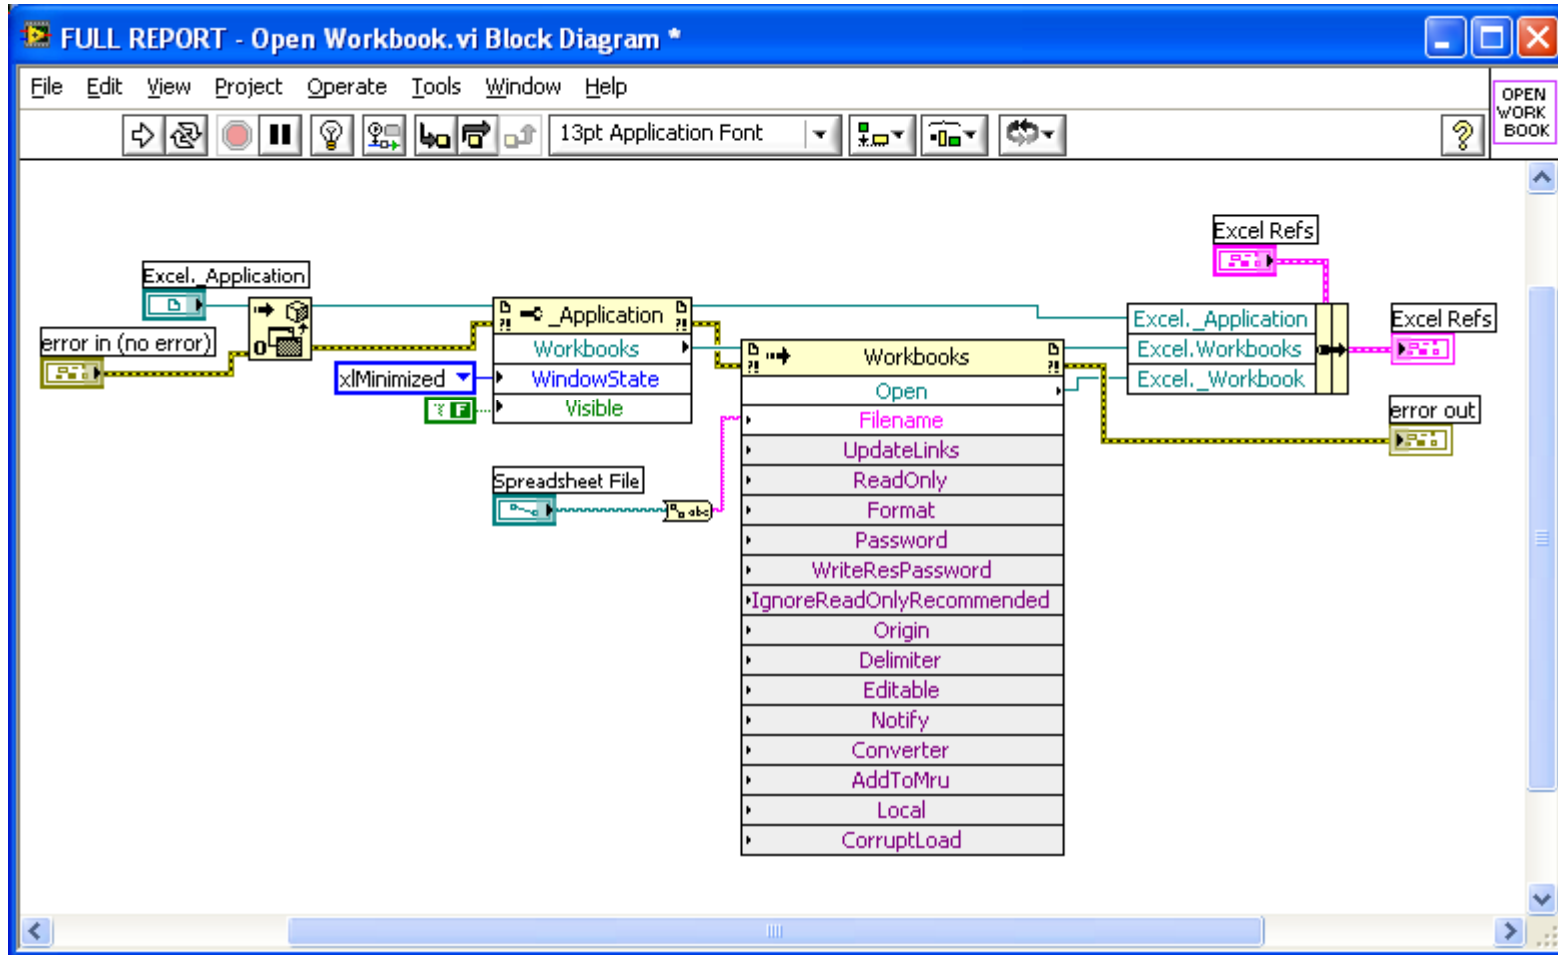 FULL REPORT - Open Workbook.vi Block Diagram *
File Edit View Project Operate Tools Window Help
OPEN
WORK
BOOK
13pt Application Font
Excel Refs
Excel._Application
error in (no error)
_Application
Workbooks
WindowState
Visible
xlMinimized
F
Spreadsheet File
abc
Workbooks
Open
Filename
UpdateLinks
ReadOnly
Format
Password
WriteResPassword
IgnoreReadOnlyRecommended
Origin
Delimiter
Editable
Notify
Converter
AddToMru
Local
CorruptLoad
Excel._Application
Excel.Workbooks
Excel._Workbook
Excel Refs
error out